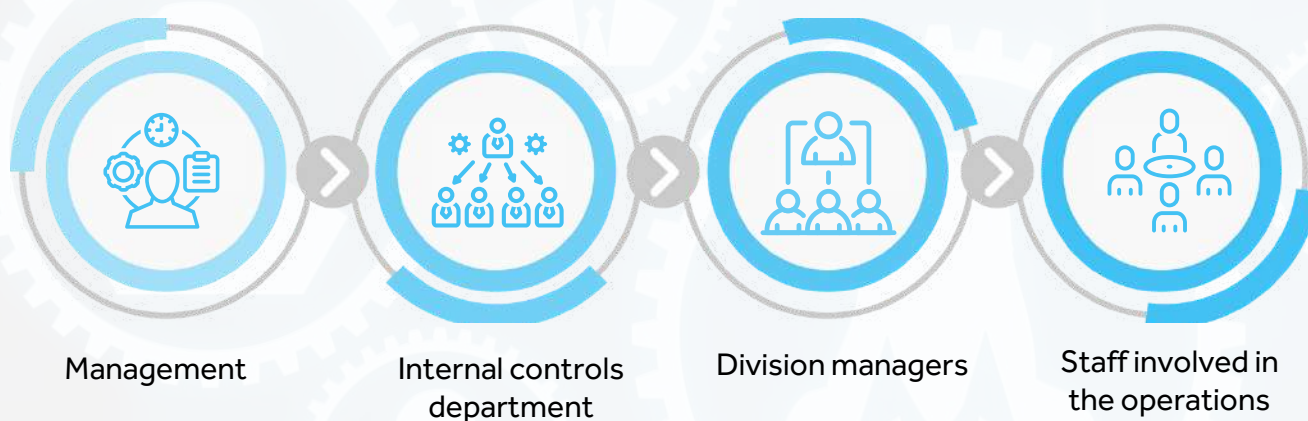 Management
Internal controls
department
Division managers
Staff involved in
the operations